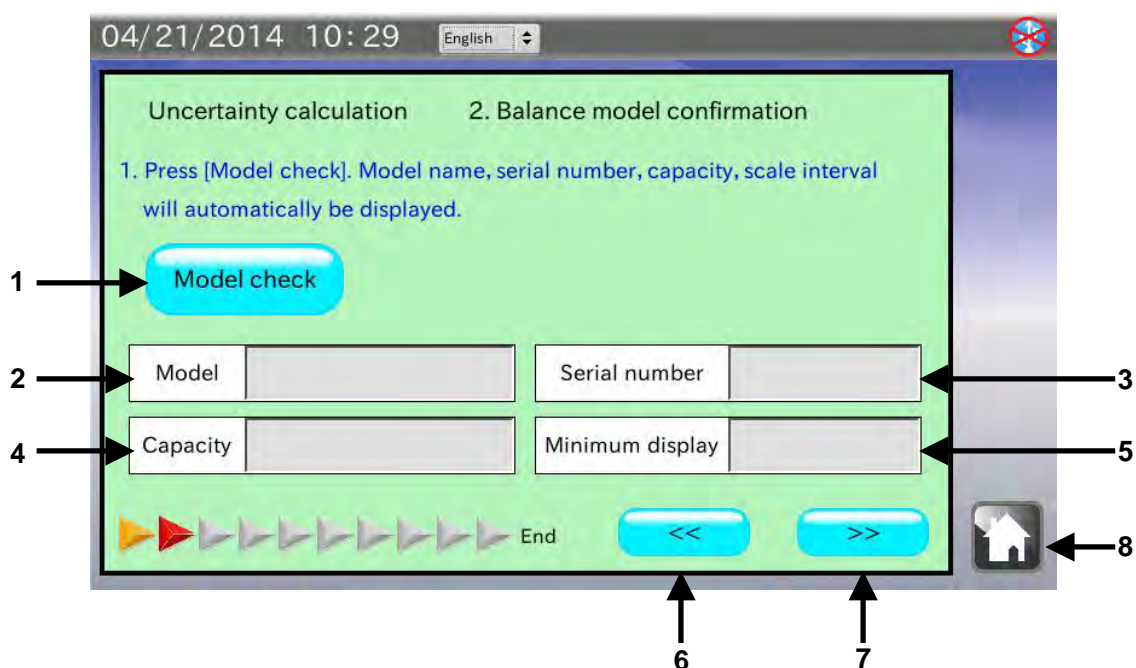 04/21/2014 10:29 English
Uncertainty calculation 2. Balance model confirmation
1. Press [Model check]. Model name, serial number, capacity, scale interval
will automatically be displayed.
1 Model check
2 Model Serial number 3
4 Capacity Minimum display 5
End << >>
8
6 7